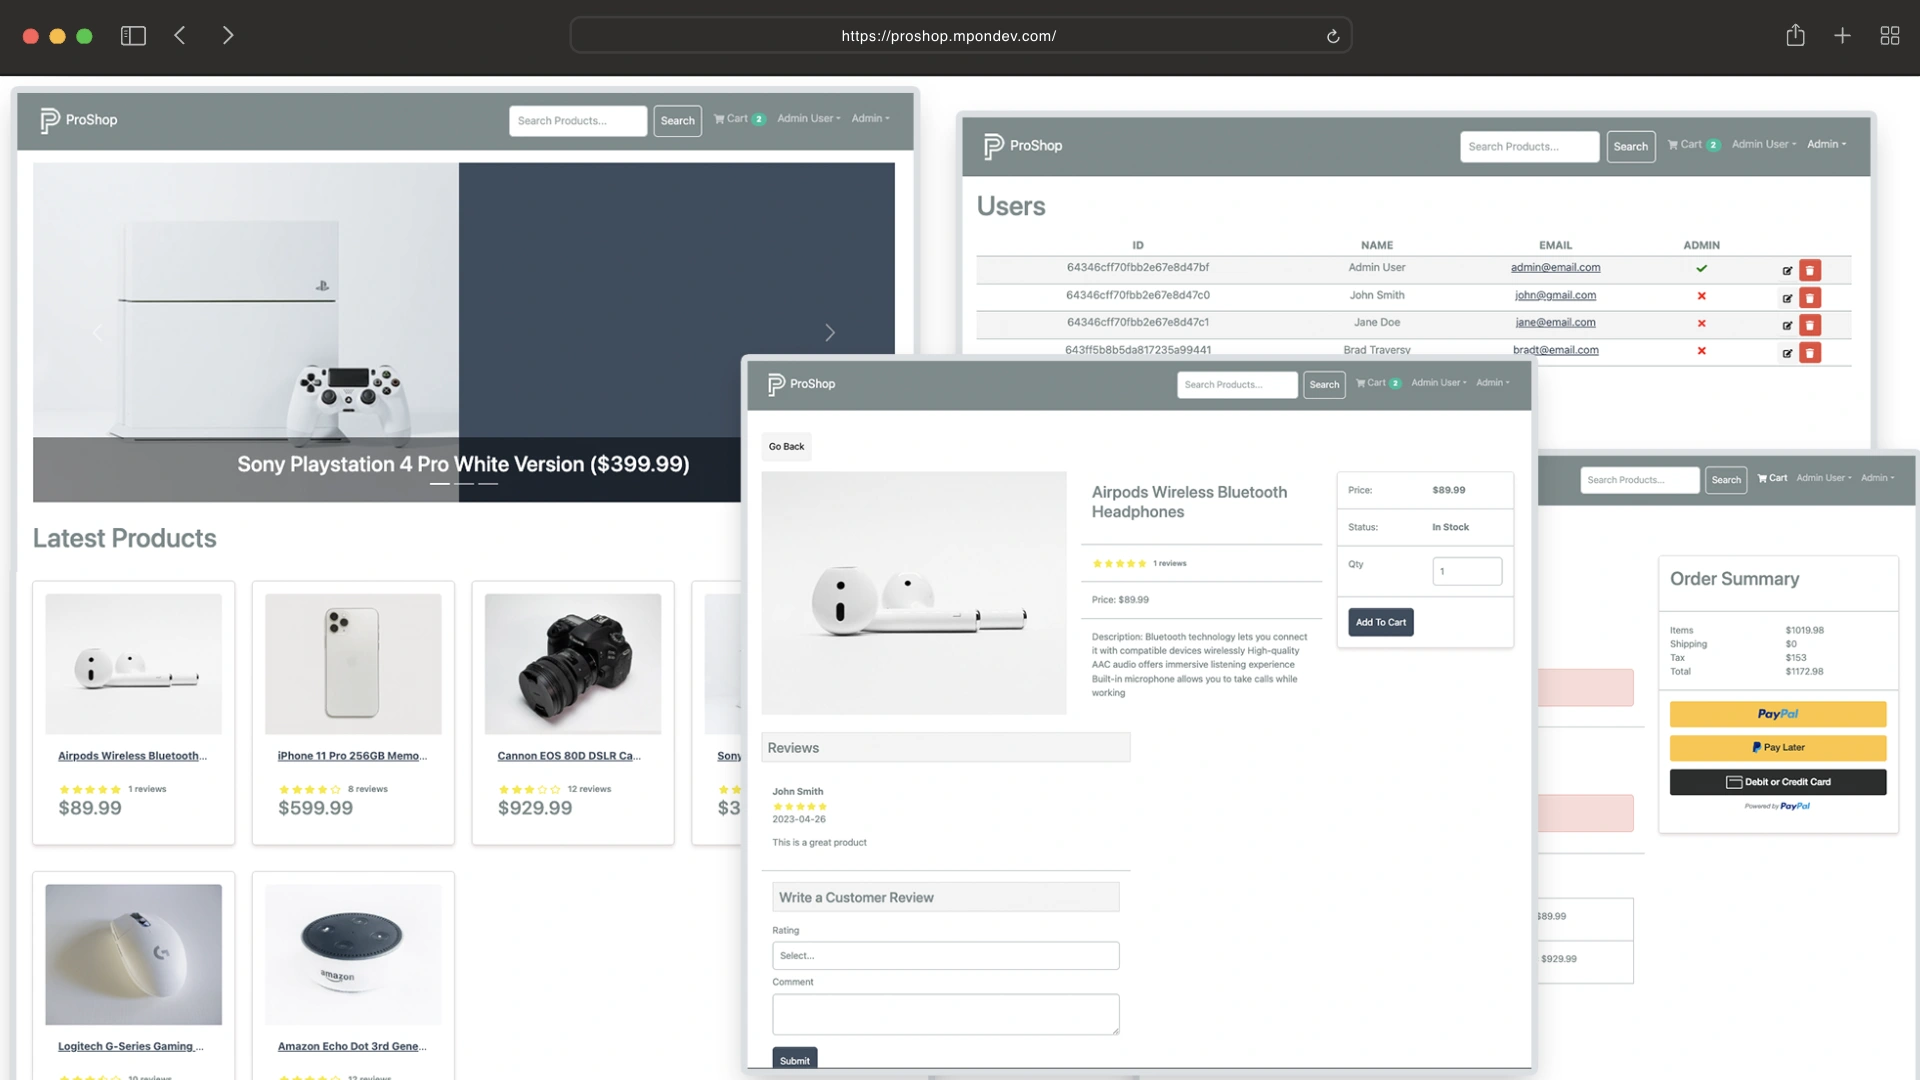 https://proshop.mpondev.com/
ProShop
Search Products...
Search
Cart 2
Admin User
Admin
Sony Playstation 4 Pro White Version ($399.99)
Latest Products
Airpods Wireless Bluetooth...
1 reviews
$89.99
iPhone 11 Pro 256GB Memo...
8 reviews
$599.99
Cannon EOS 80D DSLR Ca...
12 reviews
$929.99
Sony
$3
Logitech G-Series Gaming ...
10 reviews
amazon
Amazon Echo Dot 3rd Gene...
12 reviews
ProShop
Search Products...
Search
Cart 2
Admin User
Admin
Users
ID NAME EMAIL ADMIN
64346cff70fbb2e67e8d47bf Admin User admin@email.com
64346cff70fbb2e67e8d47c0 John Smith john@gmail.com
64346cff70fbb2e67e8d47c1 Jane Doe jane@email.com
643ff5b8b5da817235a99441 Brad Traversy bradt@email.com
ProShop
Search Products...
Search
Cart 2
Admin User
Admin
Go Back
Airpods Wireless Bluetooth
Headphones
1 reviews
Price: $89.99
Description: Bluetooth technology lets you connect
it with compatible devices wirelessly High-quality
AAC audio offers immersive listening experience
Built-in microphone allows you to take calls while
working
Price: $89.99
Status: In Stock
Qty 1
Add To Cart
Reviews
John Smith
2023-04-26
This is a great product
Write a Customer Review
Rating
Select...
Comment
Submit
Search Products...
Search
Cart
Admin User
Admin
Order Summary
Items $1019.98
Shipping $0
Tax $153
Total $1172.98
PayPal
Pay Later
Debit or Credit Card
Powered by PayPal
$89.99
$929.99